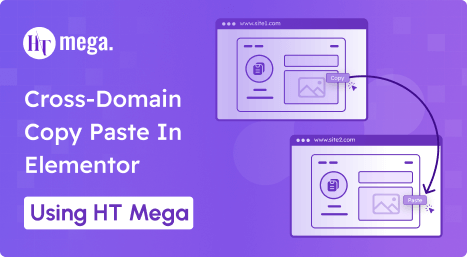 HT mega.
Cross-Domain
Copy Paste In
Elementor
Using HT Mega
www.site1.com
Copy
www.site2.com
Paste